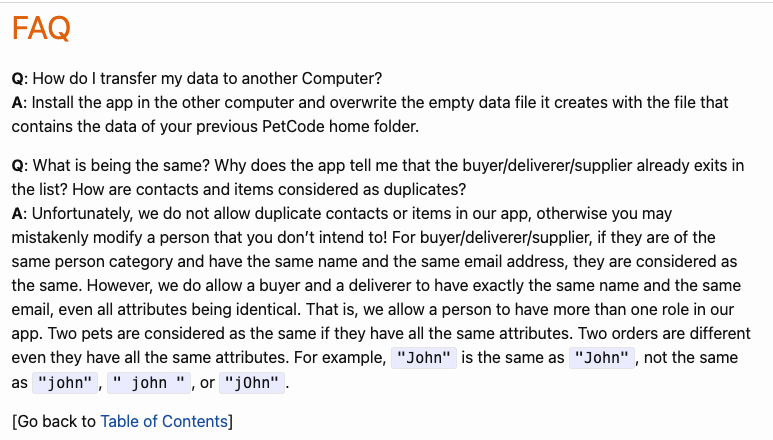 FAQ
Q: How do I transfer my data to another Computer?
A: Install the app in the other computer and overwrite the empty data file it creates with the file that
contains the data of your previous PetCode home folder.
Q: What is being the same? Why does the app tell me that the buyer/deliverer/supplier already exits in
the list? How are contacts and items considered as duplicates?
A: Unfortunately, we do not allow duplicate contacts or items in our app, otherwise you may
mistakenly modify a person that you don’t intend to! For buyer/deliverer/supplier, if they are of the
same person category and have the same name and the same email address, they are considered as
the same. However, we do allow a buyer and a deliverer to have exactly the same name and the same
email, even all attributes being identical. That is, we allow a person to have more than one role in our
app. Two pets are considered as the same if they have all the same attributes. Two orders are different
even they have all the same attributes. For example, "John" is the same as "John", not the same
as "john", " john ", or "jOhn".
[Go back to Table of Contents]